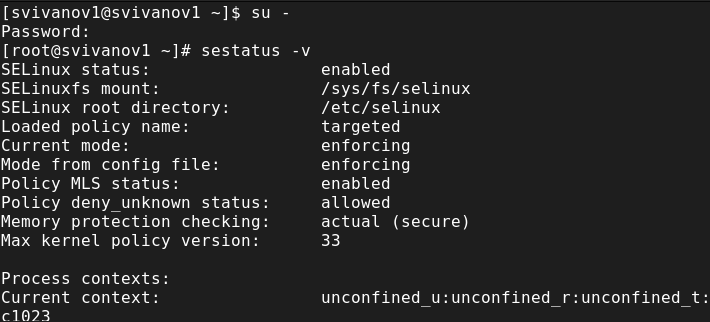 [svivanov1@svivanov1 ~]$ su -
Password:
[root@svivanov1 ~]# sestatus -v
SELinux status:                 enabled
SELinuxfs mount:                /sys/fs/selinux
SELinux root directory:         /etc/selinux
Loaded policy name:             targeted
Current mode:                   enforcing
Mode from config file:          enforcing
Policy MLS status:              enabled
Policy deny_unknown status:     allowed
Memory protection checking:     actual (secure)
Max kernel policy version:      33

Process contexts:
Current context:                unconfined_u:unconfined_r:unconfined_t:
c1023